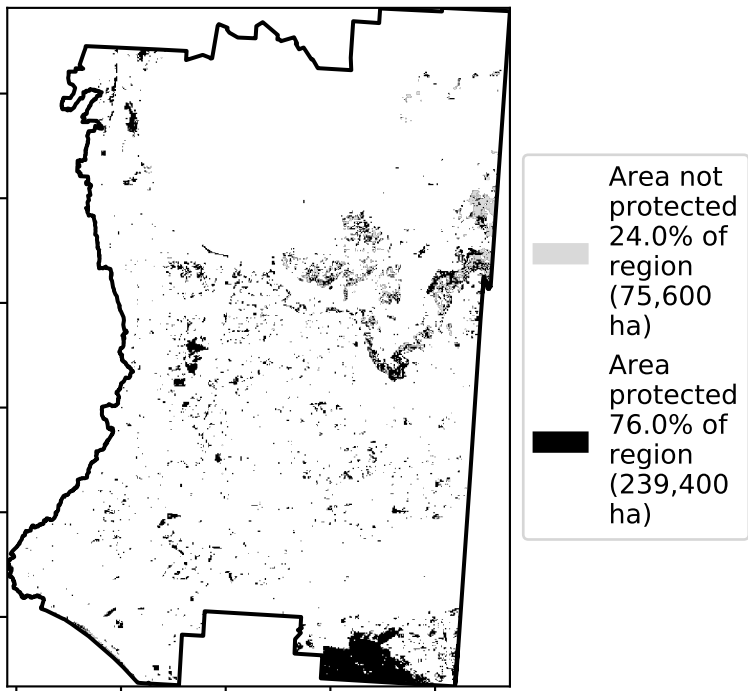 Area not
protected
24.0% of
region
(75,600
ha)
Area
protected
76.0% of
region
(239,400
ha)